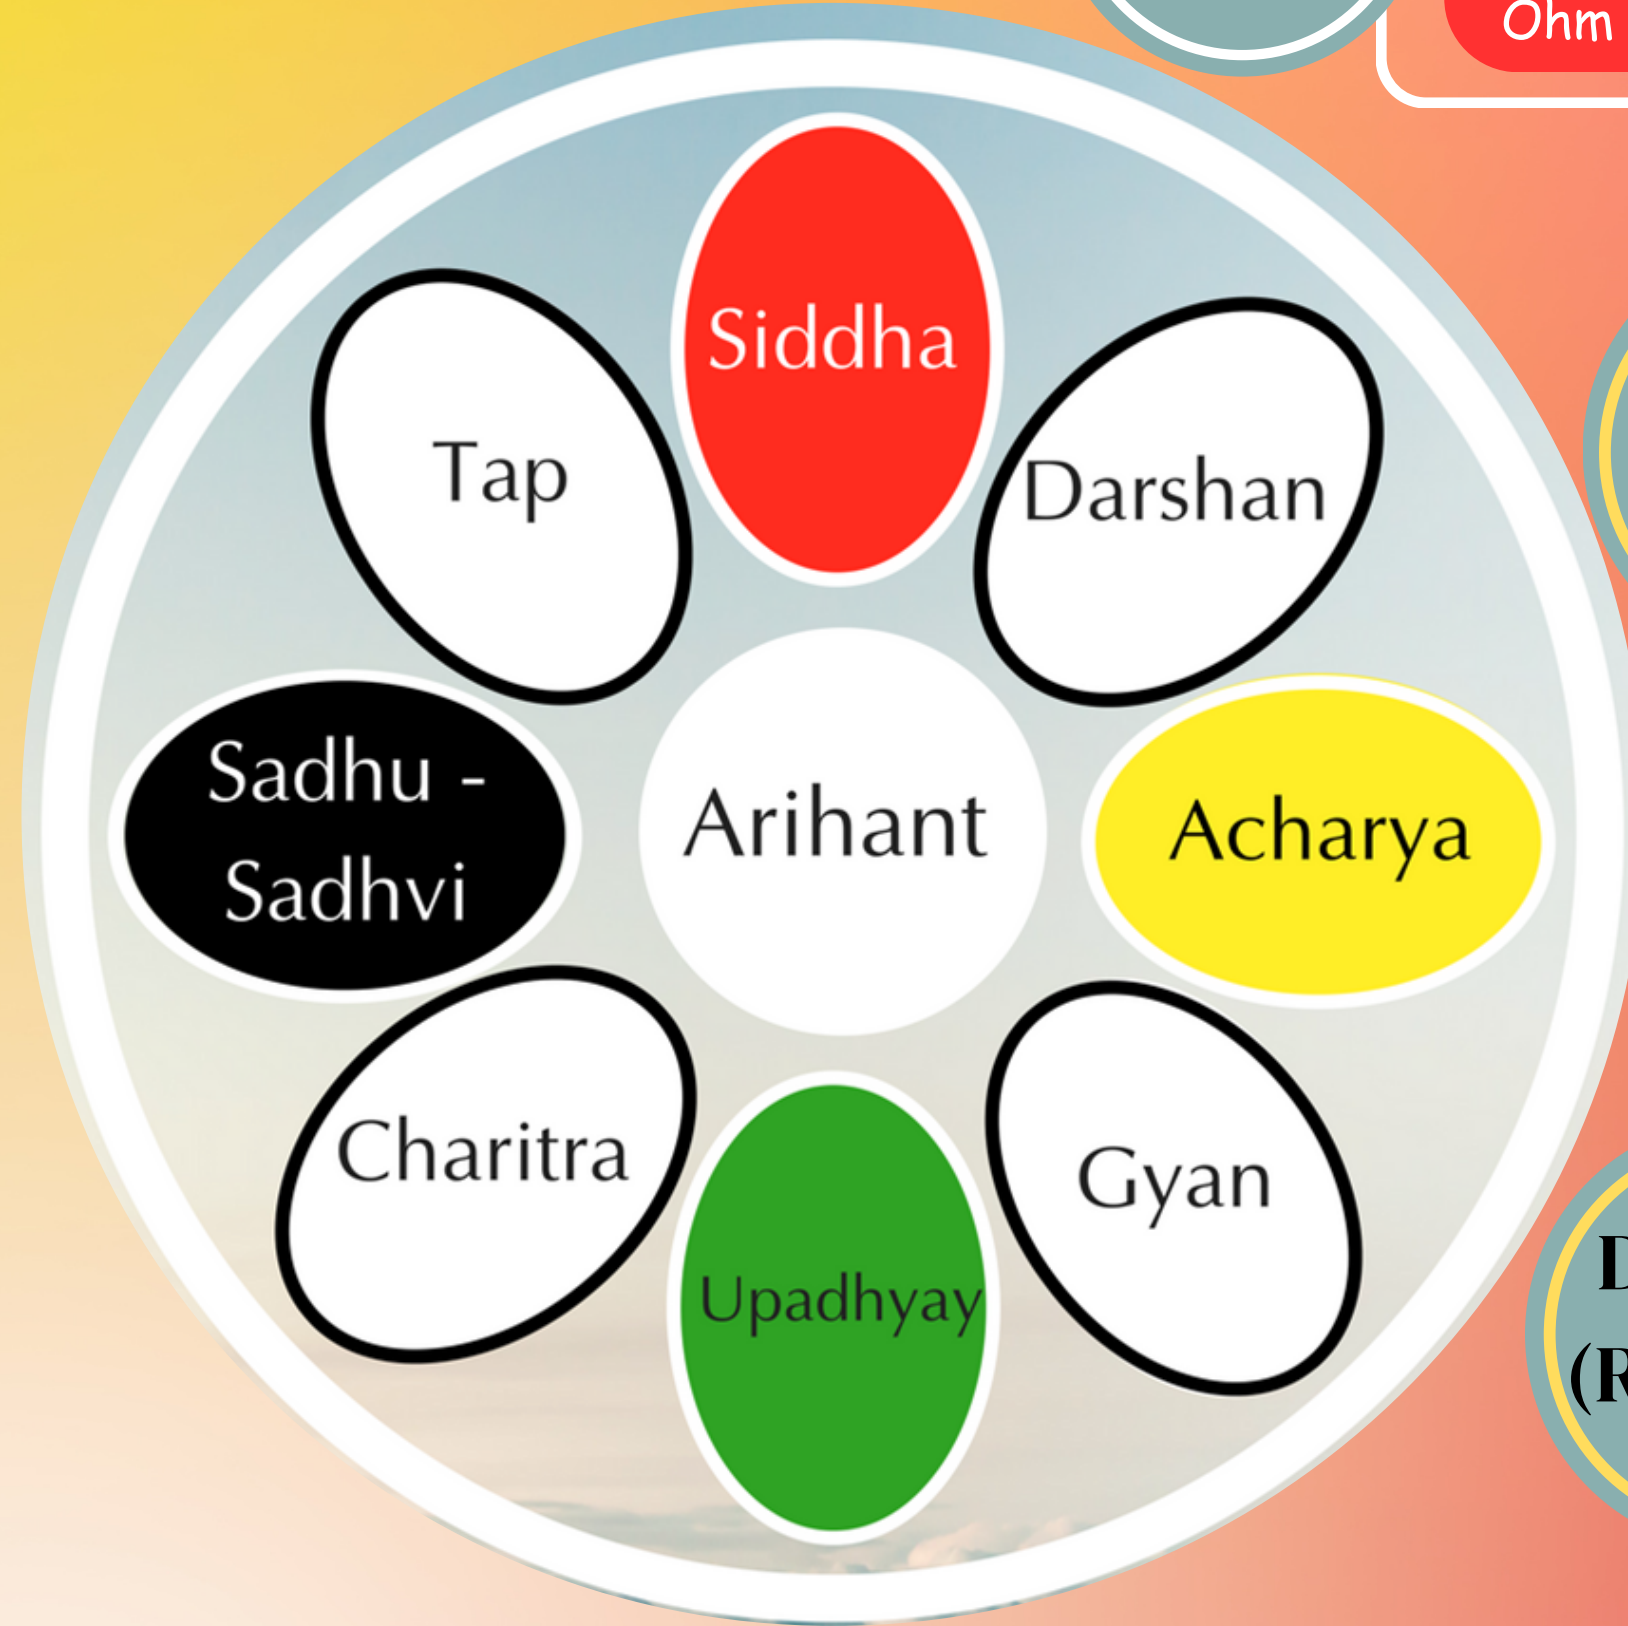 Ohm
Siddha
Tap
Darshan
Sadhu -
Sadhvi
Arihant
Acharya
Charitra
Gyan
Upadhyay
D
(R